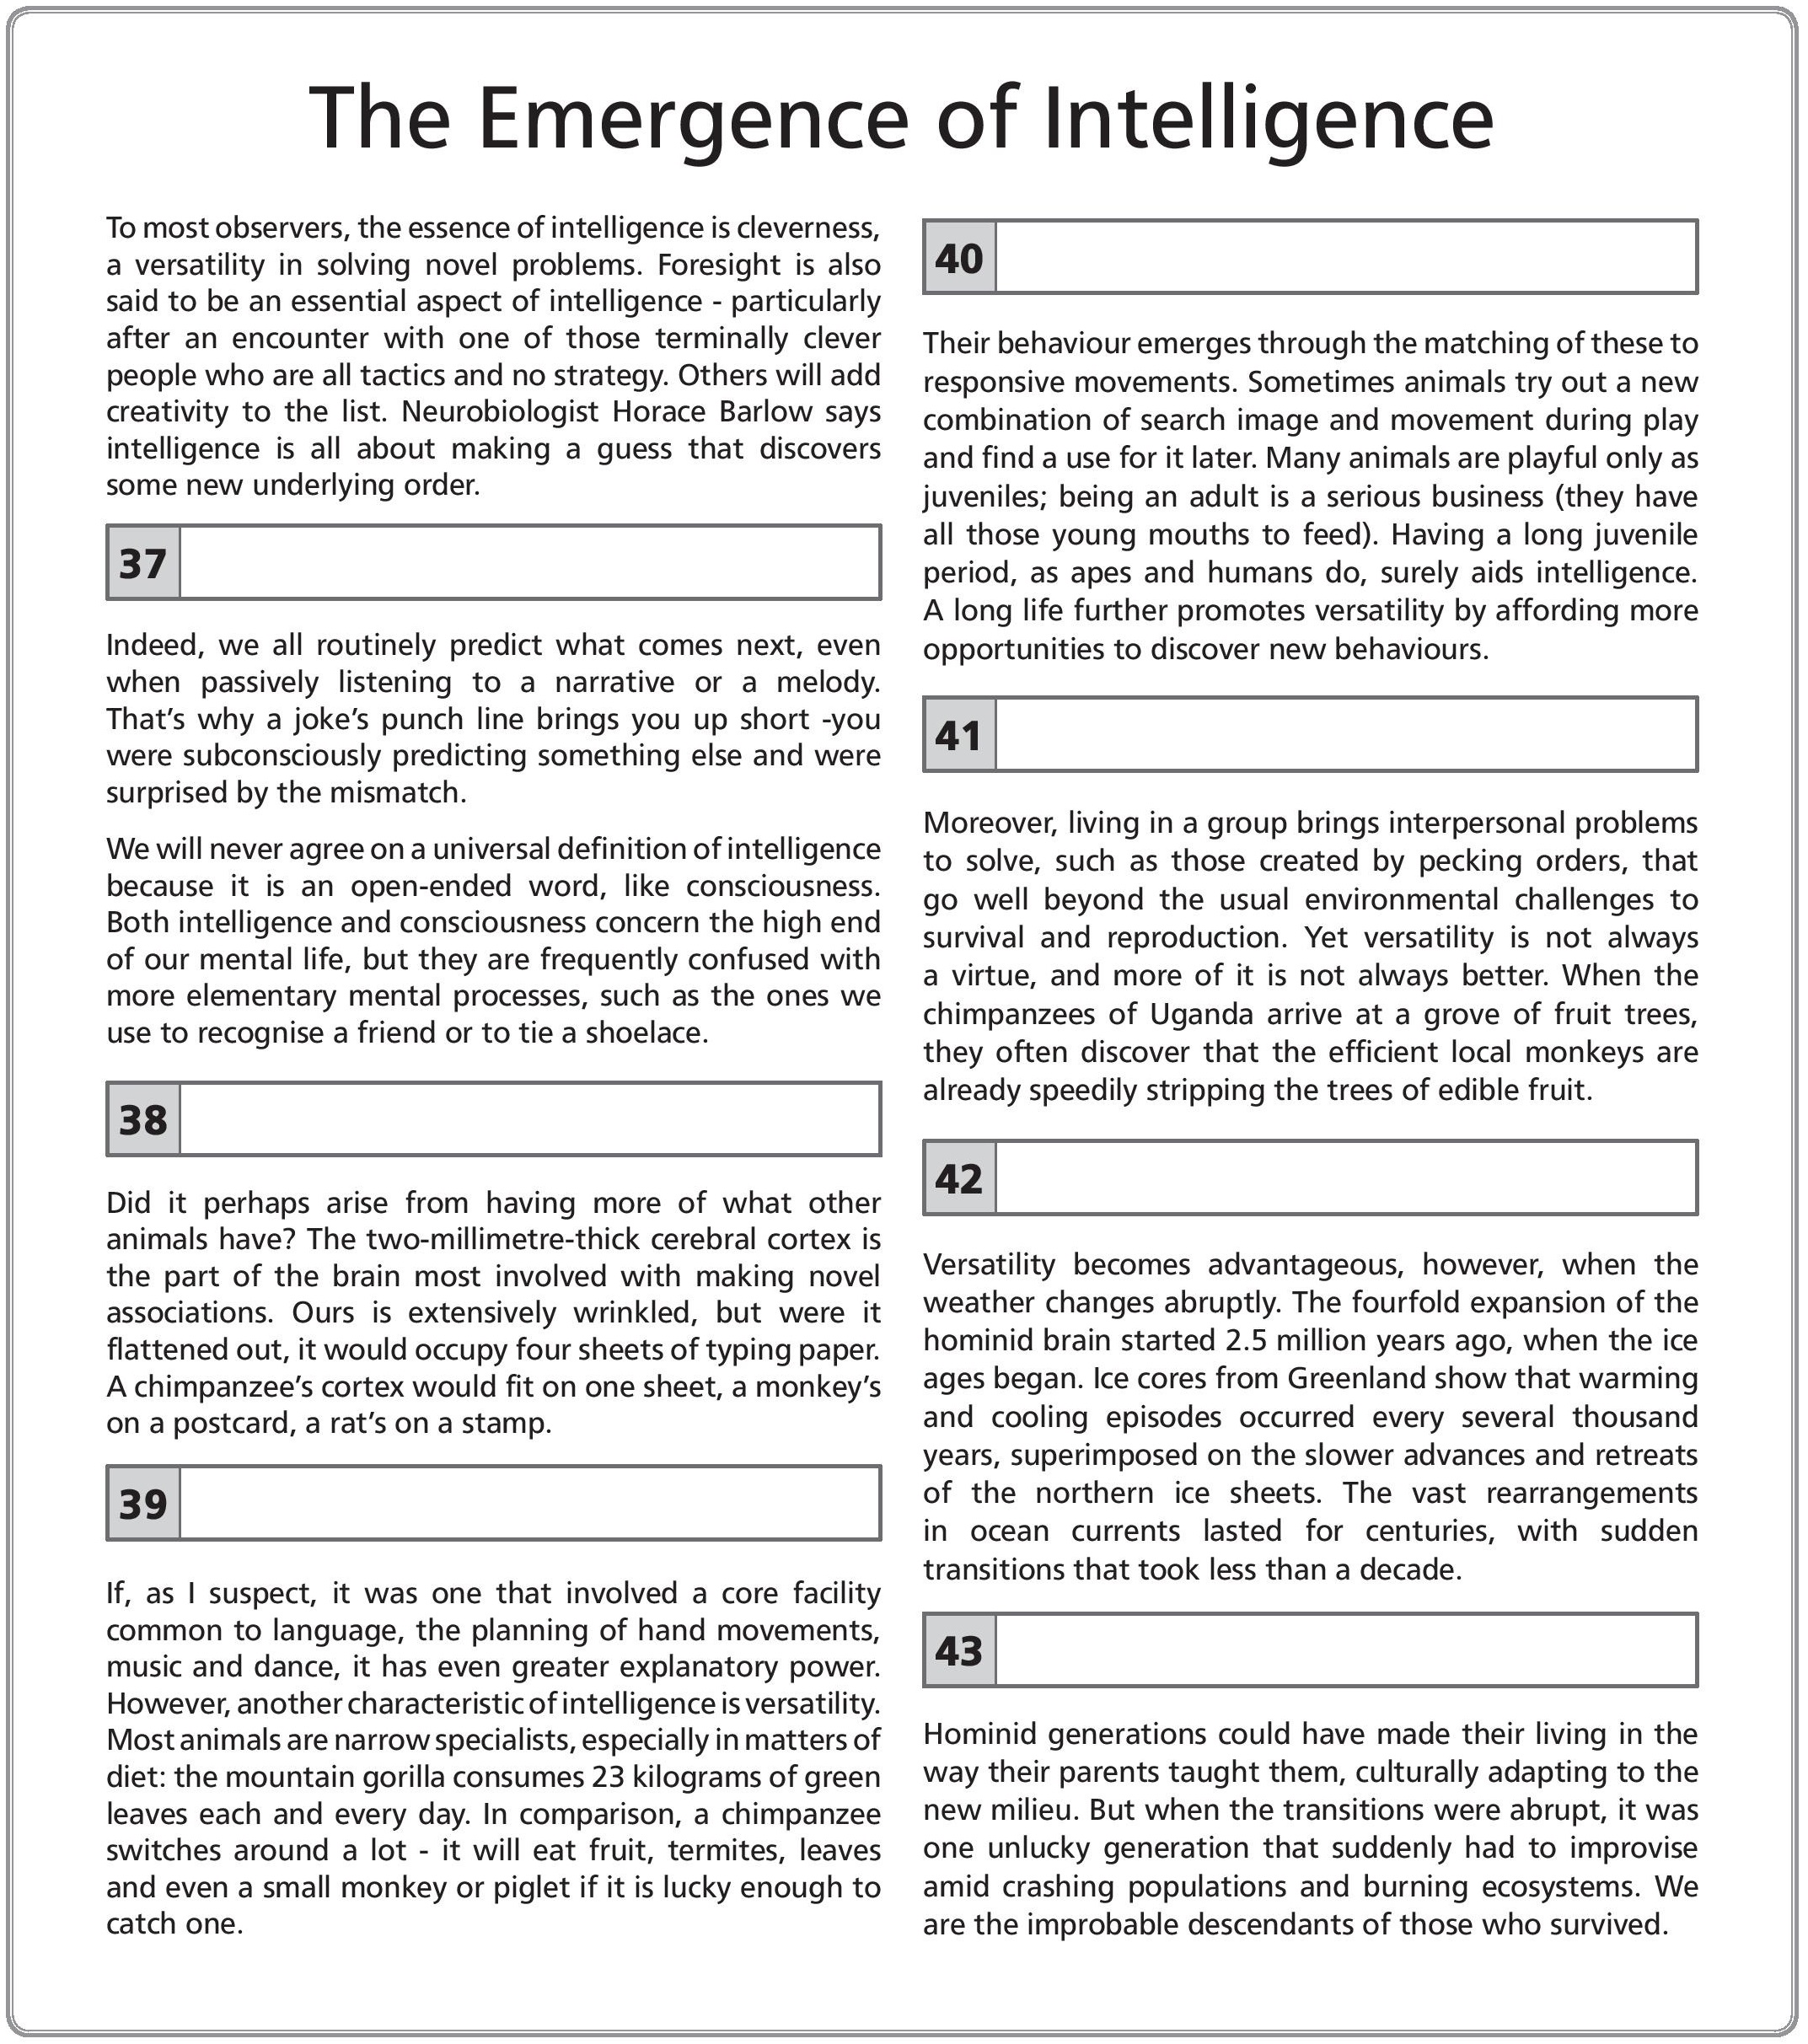 The Emergence of Intelligence
To most observers, the essence of intelligence is cleverness,
a versatility in solving novel problems. Foresight is also
said to be an essential aspect of intelligence - particularly
after an encounter with one of those terminally clever
people who are all tactics and no strategy. Others will add
creativity to the list. Neurobiologist Horace Barlow says
intelligence is all about making a guess that discovers
some new underlying order.
37
Indeed, we all routinely predict what comes next, even
when passively listening to a narrative or a melody.
That's why a joke's punch line brings you up short -you
were subconsciously predicting something else and were
surprised by the mismatch.
We will never agree on a universal definition of intelligence
because it is an open-ended word, like consciousness.
Both intelligence and consciousness concern the high end
of our mental life, but they are frequently confused with
more elementary mental processes, such as the ones we
use to recognise a friend or to tie a shoelace.
38
Did it perhaps arise from having more of what other
animals have? The two-millimetre-thick cerebral cortex is
the part of the brain most involved with making novel
associations. Ours is extensively wrinkled, but were it
flattened out, it would occupy four sheets of typing paper.
A chimpanzee's cortex would fit on one sheet, a monkey's
on a postcard, a rat's on a stamp.
39
If, as I suspect, it was one that involved a core facility
common to language, the planning of hand movements,
music and dance, it has even greater explanatory power.
However, another characteristic of intelligence is versatility.
Most animals are narrow specialists, especially in matters of
diet: the mountain gorilla consumes 23 kilograms of green
leaves each and every day. In comparison, a chimpanzee
switches around a lot - it will eat fruit, termites, leaves
and even a small monkey or piglet if it is lucky enough to
catch one.
40
Their behaviour emerges through the matching of these to
responsive movements. Sometimes animals try out a new
combination of search image and movement during play
and find a use for it later. Many animals are playful only as
juveniles; being an adult is a serious business (they have
all those young mouths to feed). Having a long juvenile
period, as apes and humans do, surely aids intelligence.
A long life further promotes versatility by affording more
opportunities to discover new behaviours.
41
Moreover, living in a group brings interpersonal problems
to solve, such as those created by pecking orders, that
go well beyond the usual environmental challenges to
survival and reproduction. Yet versatility is not always
a virtue, and more of it is not always better. When the
chimpanzees of Uganda arrive at a grove of fruit trees,
they often discover that the efficient local monkeys are
already speedily stripping the trees of edible fruit.
42
Versatility becomes advantageous, however, when the
weather changes abruptly. The fourfold expansion of the
hominid brain started 2.5 million years ago, when the ice
ages began. Ice cores from Greenland show that warming
and cooling episodes occurred every several thousand
years, superimposed on the slower advances and retreats
of the northern ice sheets. The vast rearrangements
in ocean currents lasted for centuries, with sudden
transitions that took less than a decade.
43
Hominid generations could have made their living in the
way their parents taught them, culturally adapting to the
new milieu. But when the transitions were abrupt, it was
one unlucky generation that suddenly had to improvise
amid crashing populations and burning ecosystems. We
are the improbable descendants of those who survived.